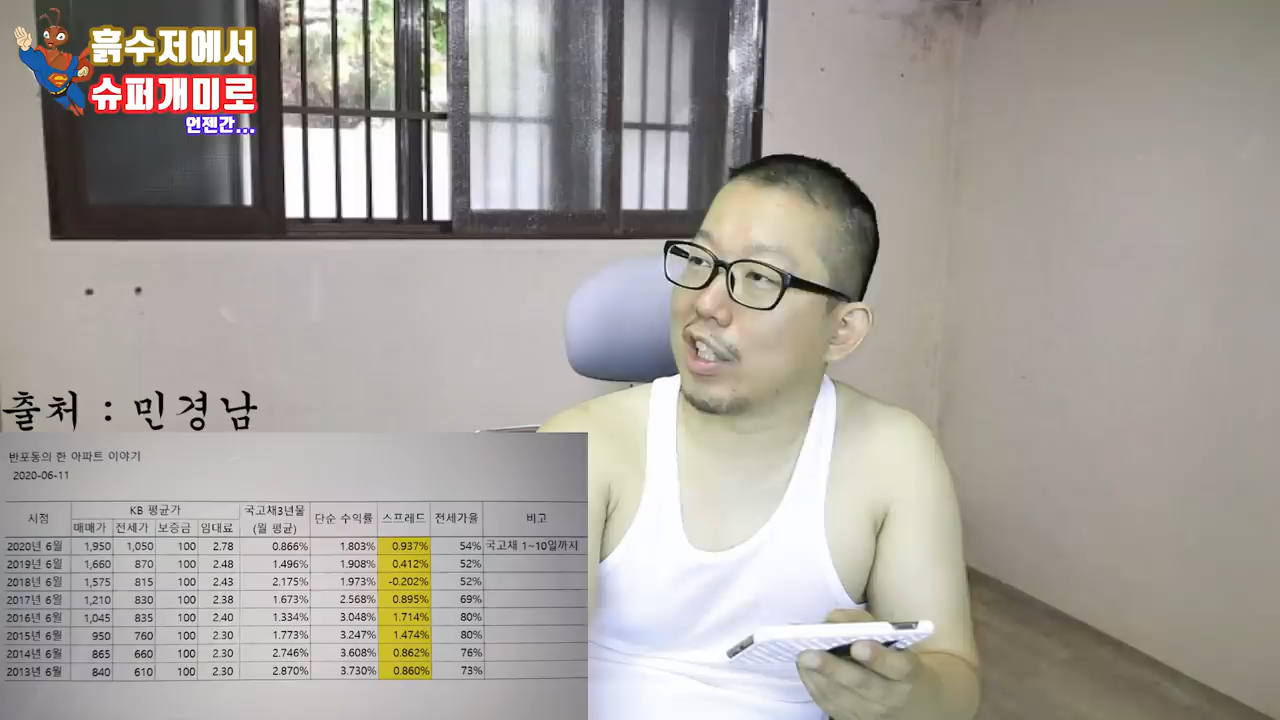 흙수저에서
슈퍼개미로
언젠간...
출처 : 민경남
반포동의 한 아파트 이야기
2020-06-11
시점 KB 평균가 국고채3년물 (월 평균) 단순 수익률 스프레드 전세가율 비고
매매가 전세가 보증금 임대료
2020년 6월 1,950 1,050 100 2.78 0.866% 1.803% 0.937% 54% 국고채 1~10일까지
2019년 6월 1,660 870 100 2.48 1.496% 1.908% 0.412% 52%
2018년 6월 1,575 815 100 2.43 2.175% 1.973% -0.202% 52%
2017년 6월 1,210 830 100 2.38 1.673% 2.568% 0.895% 69%
2016년 6월 1,045 835 100 2.40 1.334% 3.048% 1.714% 80%
2015년 6월 950 760 100 2.30 1.773% 3.247% 1.474% 80%
2014년 6월 865 660 100 2.30 2.746% 3.608% 0.862% 76%
2013년 6월 840 610 100 2.30 2.870% 3.730% 0.860% 73%